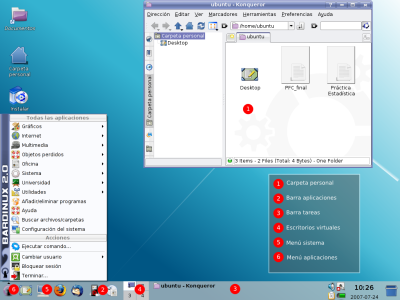 Documentos
carpeta
personal
Instalar
ubuntu - Konqueror
Dirección Editar Ver Marcadores Herramientas Preferencias Ayuda
/home/ubuntu
ubuntu
Carpeta personal
Carpeta personal
Desktop
Desktop
PFC_final
Práctica
Estadística
1
3 Items - 2 Files (Total: 4 Bytes) - One Folder
1 Carpeta personal
2 Barra aplicaciones
3 Barra tareas
4 Escritorios virtuales
5 Menú sistema
6 Menú aplicaciones
BARDINUX 2.0
Todas las aplicaciones
Gráficos
Internet
Multimedia
Objetos perdidos
Oficina
Sistema
Universidad
Utilidades
Añadir/eliminar programas
Ayuda
Buscar archivos/carpetas
Configuración del sistema
Acciones
Ejecutar comando...
Cambiar usuario
Bloquear sesión
Terminar...
6 5 2 4
3
ubuntu - Konqueror
3
10:26
2007-07-24